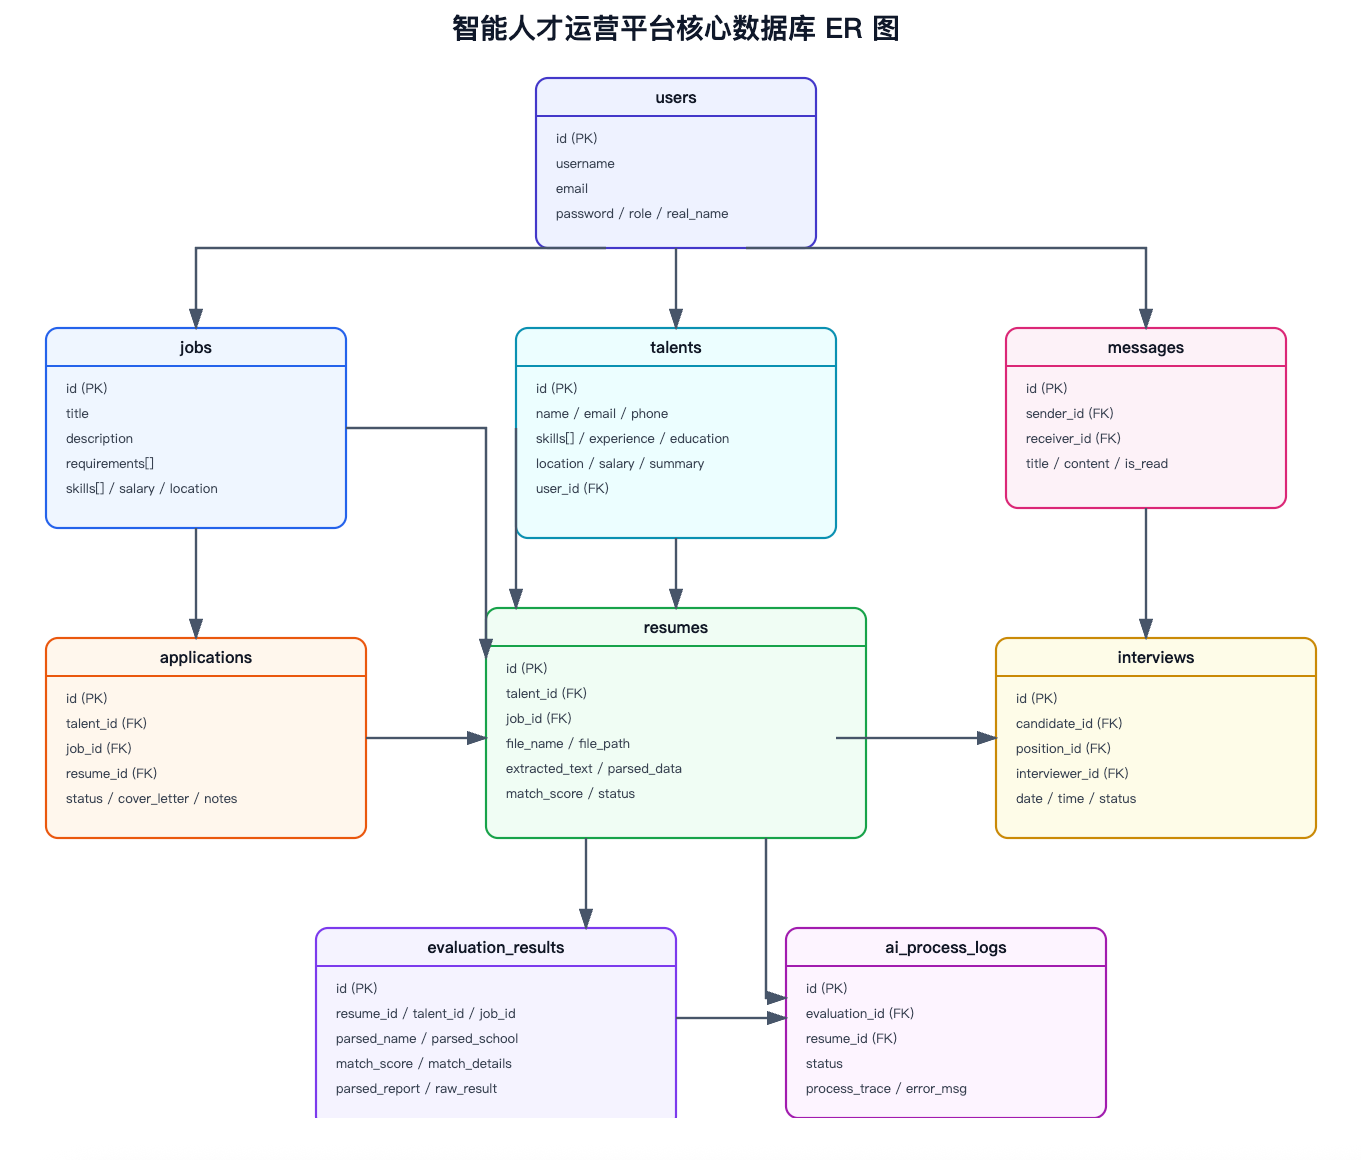 智能人才运营平台核心数据库 ER 图
users
id (PK)
username
email
password / role / real_name
jobs
id (PK)
title
description
requirements[]
skills[] / salary / location
talents
id (PK)
name / email / phone
skills[] / experience / education
location / salary / summary
user_id (FK)
messages
id (PK)
sender_id (FK)
receiver_id (FK)
title / content / is_read
applications
id (PK)
talent_id (FK)
job_id (FK)
resume_id (FK)
status / cover_letter / notes
resumes
id (PK)
talent_id (FK)
job_id (FK)
file_name / file_path
extracted_text / parsed_data
match_score / status
interviews
id (PK)
candidate_id (FK)
position_id (FK)
interviewer_id (FK)
date / time / status
evaluation_results
id (PK)
resume_id / talent_id / job_id
parsed_name / parsed_school
match_score / match_details
parsed_report / raw_result
ai_process_logs
id (PK)
evaluation_id (FK)
resume_id (FK)
status
process_trace / error_msg